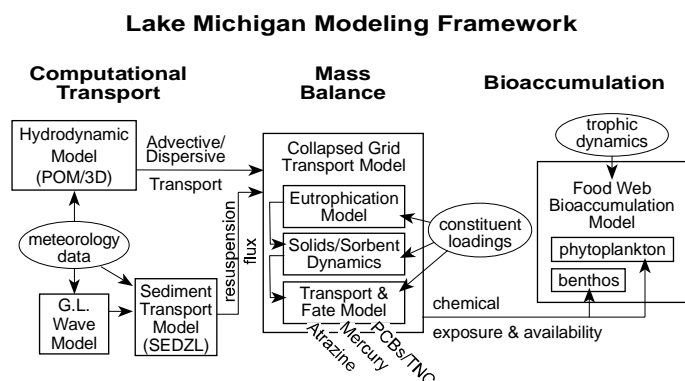 Lake Michigan Modeling Framework
Computational
Transport
Mass
Balance
Bioaccumulation
Hydrodynamic
Model
(POM/3D)
Advective/
Dispersive
Transport
meteorology
data
G.L.
Wave
Model
Sediment
Transport
Model
(SEDZL)
resuspension
flux
Collapsed Grid
Transport Model
Eutrophication
Model
Solids/Sorbent
Dynamics
Transport &
Fate Model
Atrazine
Mercury
PCBs/TNC
constituent
loadings
chemical
exposure & availability
trophic
dynamics
Food Web
Bioaccumulation
Model
phytoplankton
benthos